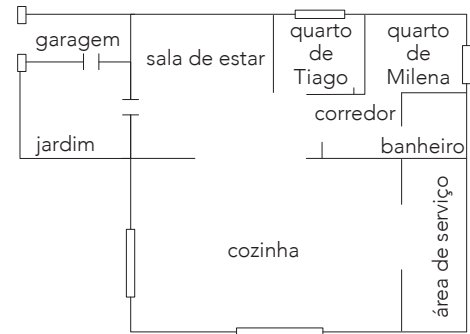 garagem
sala de estar
quarto
de
Tiago
quarto
de
Milena
corredor
jardim
banheiro
cozinha
área de serviço